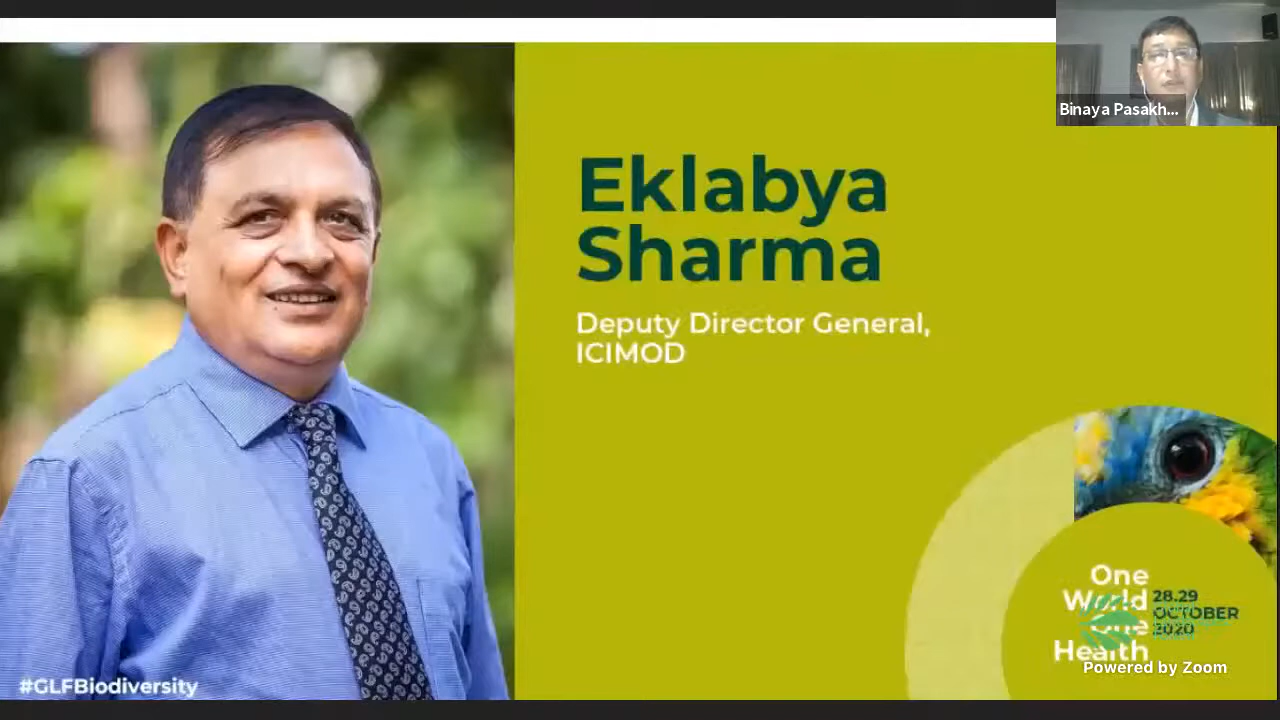 Binaya Pasakh...
Eklabya
Sharma
Deputy Director General,
ICIMOD
One
World
One
Health
28.29
OCTOBER
2020
Powered by Zoom
#GLFBiodiversity